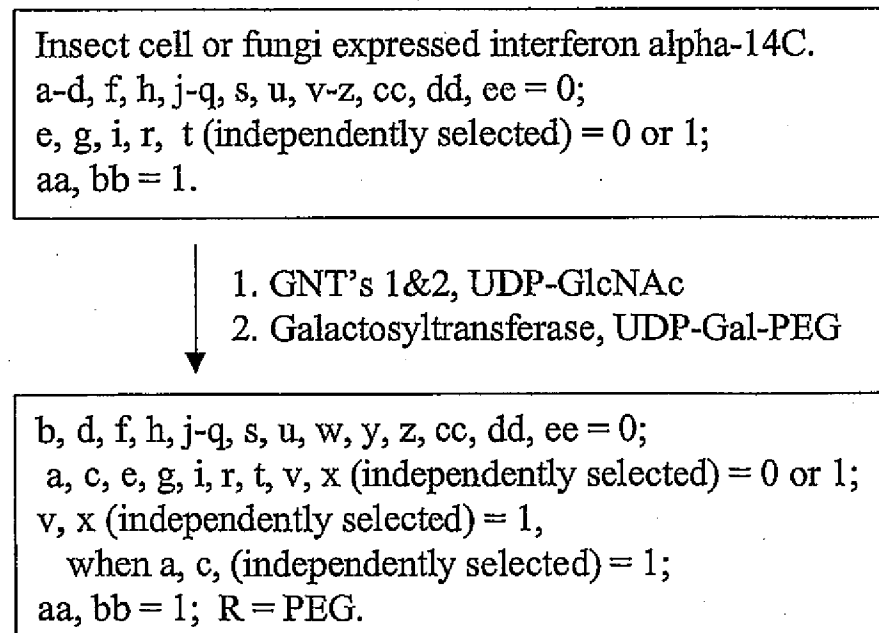 Insect cell or fungi expressed interferon alpha-14C.
a-d, f, h, j-q, s, u, v-z, cc, dd, ee = 0;
e, g, i, r, t (independently selected) = 0 or 1;
aa, bb = 1.
1. GNT's 1&2, UDP-GlcNAc
2. Galactosyltransferase, UDP-Gal-PEG
b, d, f, h, j-q, s, u, w, y, z, cc, dd, ee = 0;
a, c, e, g, i, r, t, v, x (independently selected) = 0 or 1;
v, x (independently selected) = 1,
when a, c, (independently selected) = 1;
aa, bb = 1; R = PEG.